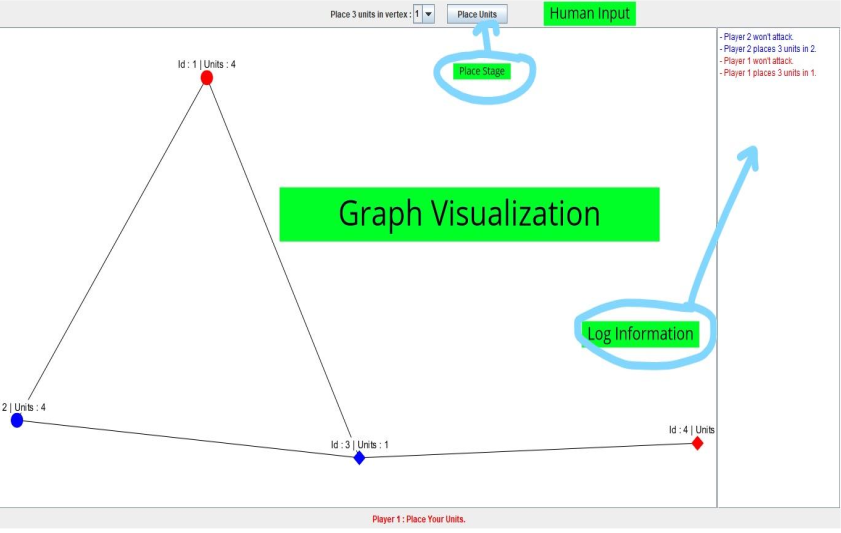 Place 3 units in vertex : 1 Place Units Human Input
- Player 2 won't attack.
- Player 2 places 3 units in 2.
- Player 1 won't attack.
- Player 1 places 3 units in 1.
Id : 1 | Units : 4
Place Stage
Graph Visualization
Log Information
2 | Units : 4
Id : 3 | Units : 1
Id : 4 | Units
Player 1 : Place Your Units.